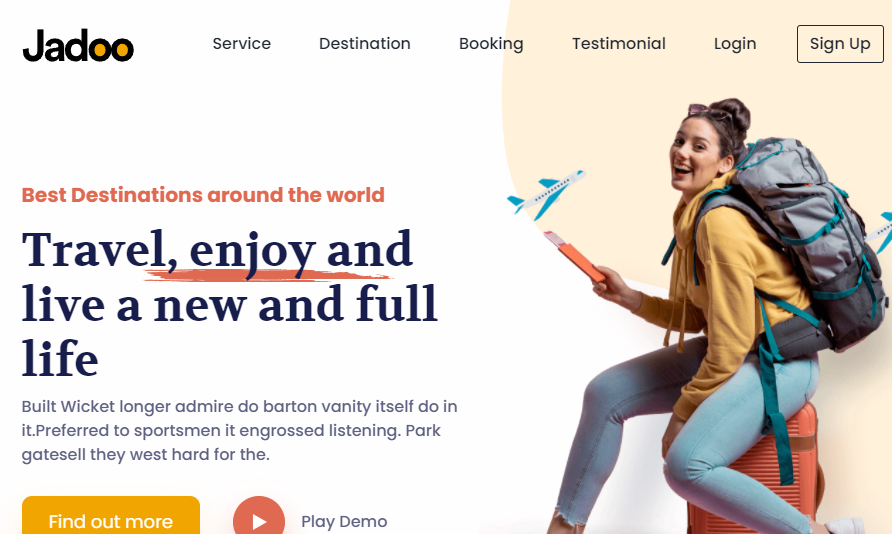 Jadoo
Service
Destination
Booking
Testimonial
Login
Sign Up
Best Destinations around the world
Travel, enjoy and
live a new and full
life
Built Wicket longer admire do barton vanity itself do in
it.Preferred to sportsmen it engrossed listening. Park
gatesell they west hard for the.
Find out more
Play Demo